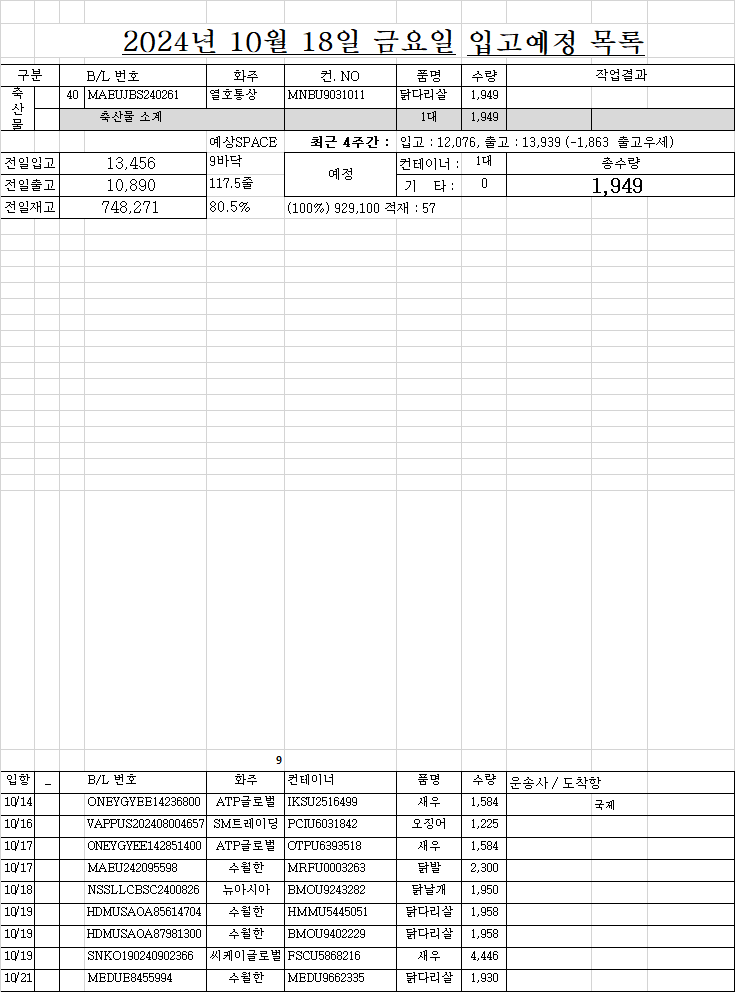 2024년 10월 18일 금요일 입고예정 목록
구분 B/L 번호 화주 컨. NO 품명 수량 작업결과
축산물 40 MAEUJBS240261 열호통상 MNBU9031011 닭다리살 1,949
축산물 소계 1대 1,949
예상SPACE 최근 4주간 : 입고 : 12,076, 출고 : 13,939 (-1,863 출고우세)
전일입고 13,456 9바닥 예정 컨테이너 : 1대 총수량
전일출고 10,890 117.5줄 기 타 : 0 1,949
전일재고 748,271 80.5% (100%) 929,100 적재 : 57
9
입항 _ B/L 번호 화주 컨테이너 품명 수량 운송사 / 도착항
10/14 ONEYGYEE14236800 ATP글로벌 IKSU2516499 새우 1,584 국제
10/16 VAPPUS202408004657 SM트레이딩 PCIU6031842 오징어 1,225
10/17 ONEYGYEE142851400 ATP글로벌 OTPU6393518 새우 1,584
10/17 MAEU242095598 수월한 MRFU0003263 닭발 2,300
10/18 NSSLLCBSC2400826 뉴아시아 BMOU9243282 닭날개 1,950
10/19 HDMUSAOA85614704 수월한 HMMU5445051 닭다리살 1,958
10/19 HDMUSAOA87981300 수월한 BMOU9402229 닭다리살 1,958
10/19 SNKO190240902366 씨케이글로벌 FSCU5868216 새우 4,446
10/21 MEDUE8455994 수월한 MEDU9662335 닭다리살 1,930